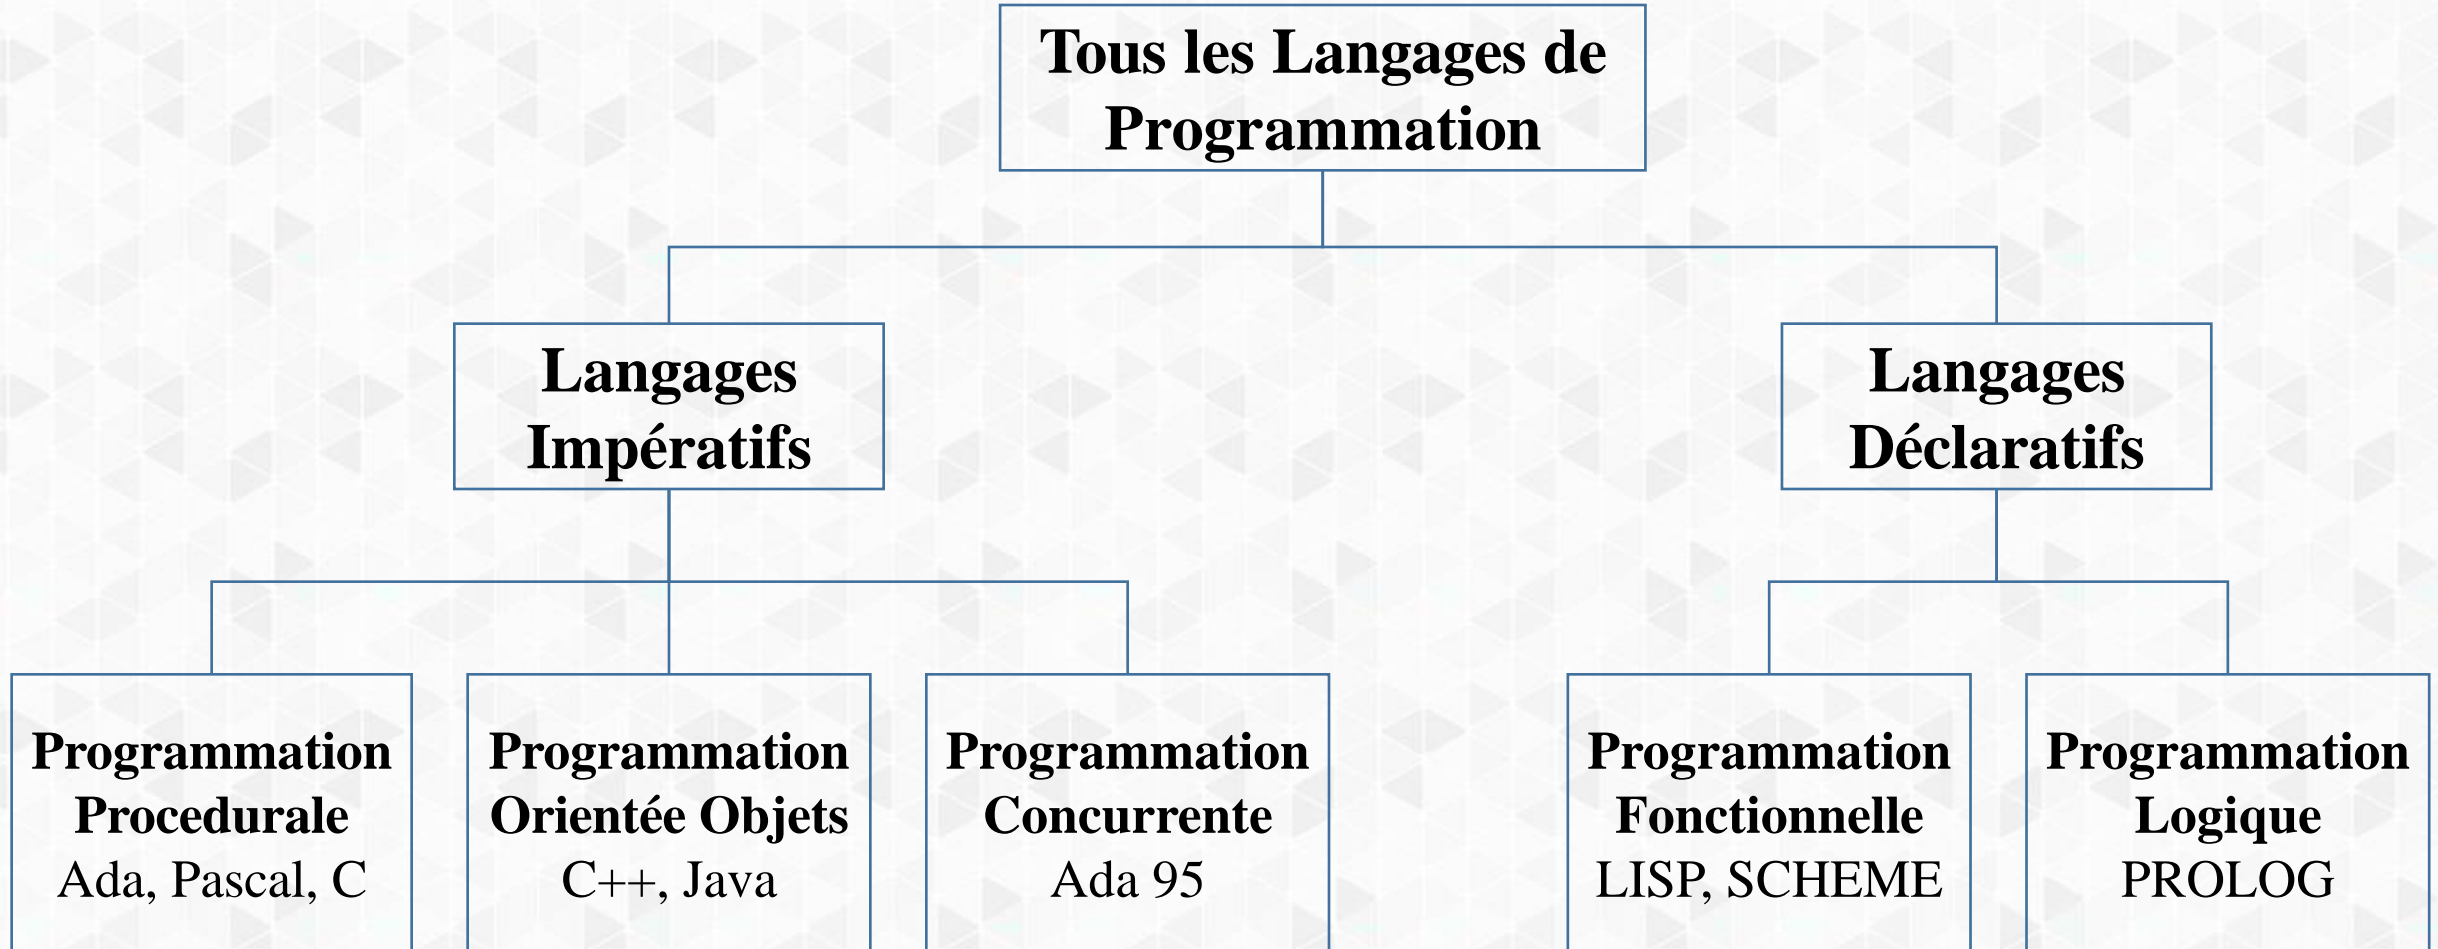 Tous les Langages de
Programmation
Langages
Impératifs
Langages
Déclaratifs
Programmation
Procedurale
Ada, Pascal, C
Programmation
Orientée Objets
C++, Java
Programmation
Concurrente
Ada 95
Programmation
Fonctionnelle
LISP, SCHEME
Programmation
Logique
PROLOG